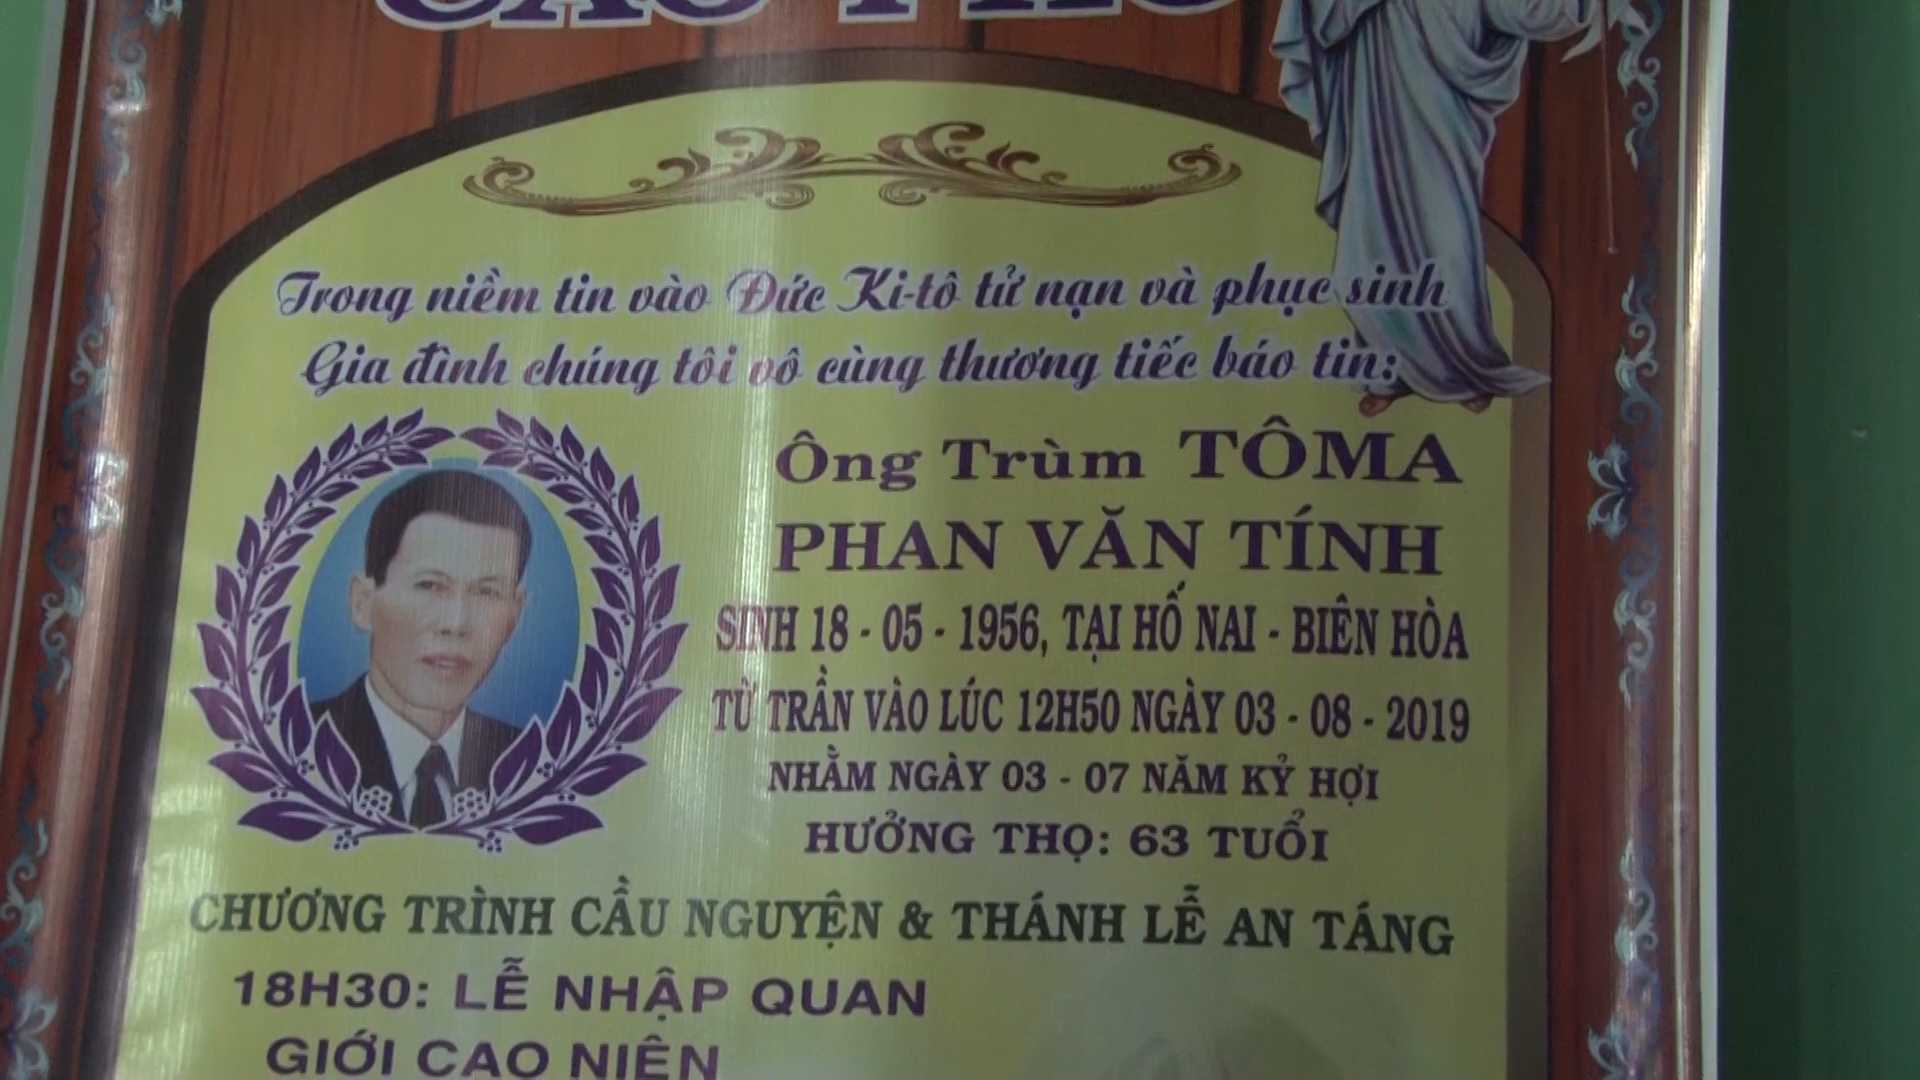 CÁO PHÓ
Trong niềm tin vào Đức Ki-tô tử nạn và phục sinh
Gia đình chúng tôi vô cùng thương tiếc báo tin:
Ông Trùm TÔMA
PHAN VĂN TÍNH
SINH 18 - 05 - 1956, TẠI HỐ NAI - BIÊN HÒA
TỪ TRẦN VÀO LÚC 12H50 NGÀY 03 - 08 - 2019
NHẰM NGÀY 03 - 07 NĂM KỶ HỢI
HƯỞNG THỌ: 63 TUỔI
CHƯƠNG TRÌNH CẦU NGUYỆN & THÁNH LỄ AN TÁNG
18H30: LỄ NHẬP QUAN
GIỚI CAO NIÊN